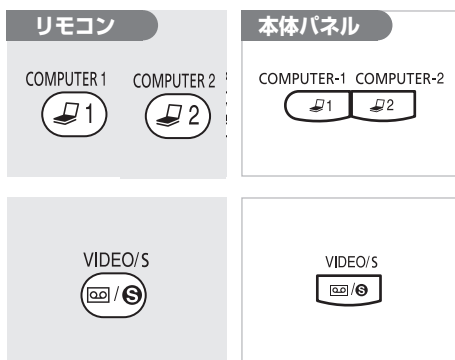 リモコン
本体パネル
COMPUTER 1
COMPUTER 2
1
2
COMPUTER-1 COMPUTER-2
1
2
VIDEO/S
/S
VIDEO/S
/S